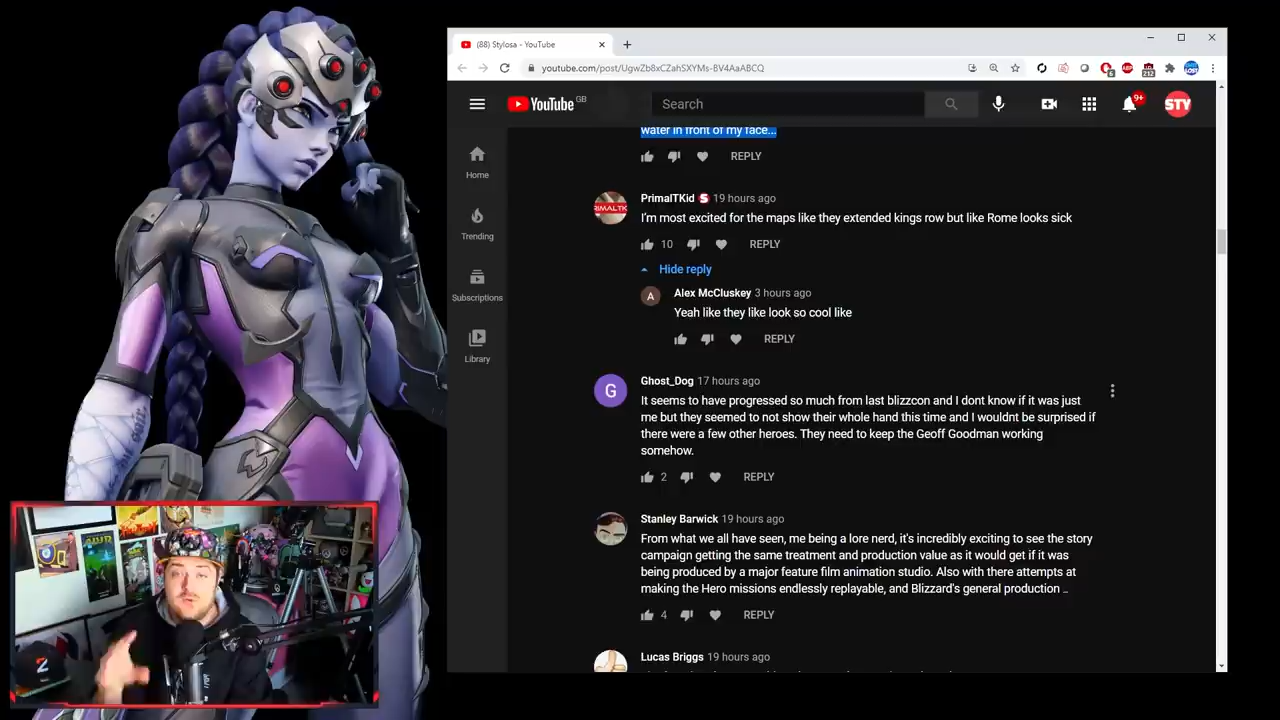 (88) Stylosa - YouTube
youtube.com/post/UgwZb8xCZahSXYMs-BV4AaABCQ
6
ABP
212
YouTube GB
Search
9+
STY
Home
Trending
Subscriptions
Library
water in front of my face...
REPLY
PrimalTKid S 19 hours ago
I'm most excited for the maps like they extended kings row but like Rome looks sick
10 REPLY
Hide reply
A
Alex McCluskey 3 hours ago
Yeah like they like look so cool like
REPLY
G
Ghost_Dog 17 hours ago
It seems to have progressed so much from last blizzcon and I dont know if it was just
me but they seemed to not show their whole hand this time and I wouldnt be surprised if
there were a few other heroes. They need to keep the Geoff Goodman working
somehow.
2 REPLY
Stanley Barwick 19 hours ago
From what we all have seen, me being a lore nerd, it's incredibly exciting to see the story
campaign getting the same treatment and production value as it would get if it was
being produced by a major feature film animation studio. Also with there attempts at
making the Hero missions endlessly replayable, and Blizzard's general production ..
4 REPLY
Lucas Briggs 19 hours ago